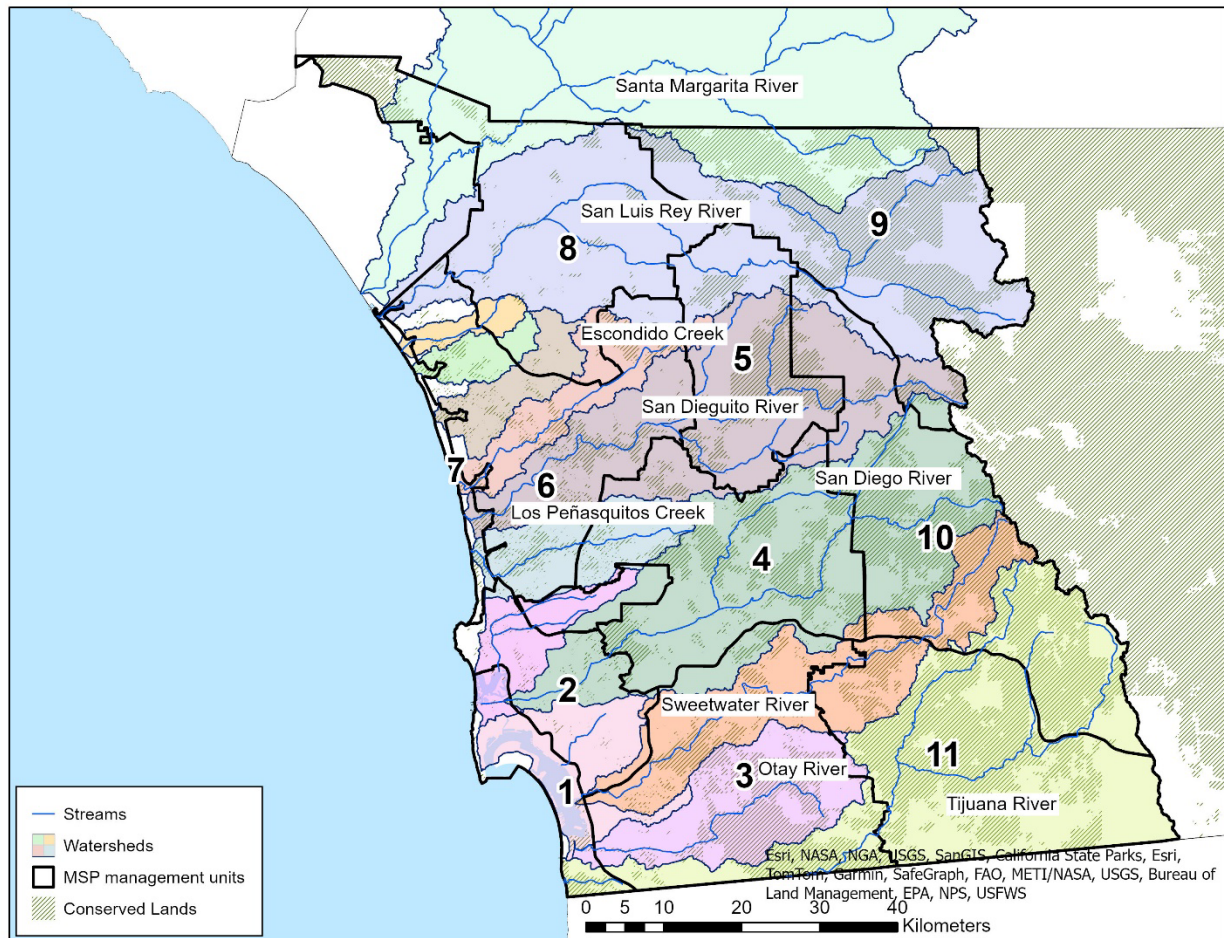 Santa Margarita River
San Luis Rey River
9
8
Escondido Creek
5
San Dieguito River
7
6
San Diego River
Los Peñasquitos Creek
10
4
2
Sweetwater River
11
3
Otay River
1
Tijuana River
Streams
Watersheds
MSP management units
Conserved Lands
Esri, NASA, NGA, USGS, SanGIS, California State Parks, Esri,
TomTom, Garmin, SafeGraph, FAO, METI/NASA, USGS, Bureau of
Land Management, EPA, NPS, USFWS
0 5 10 20 30 40
Kilometers